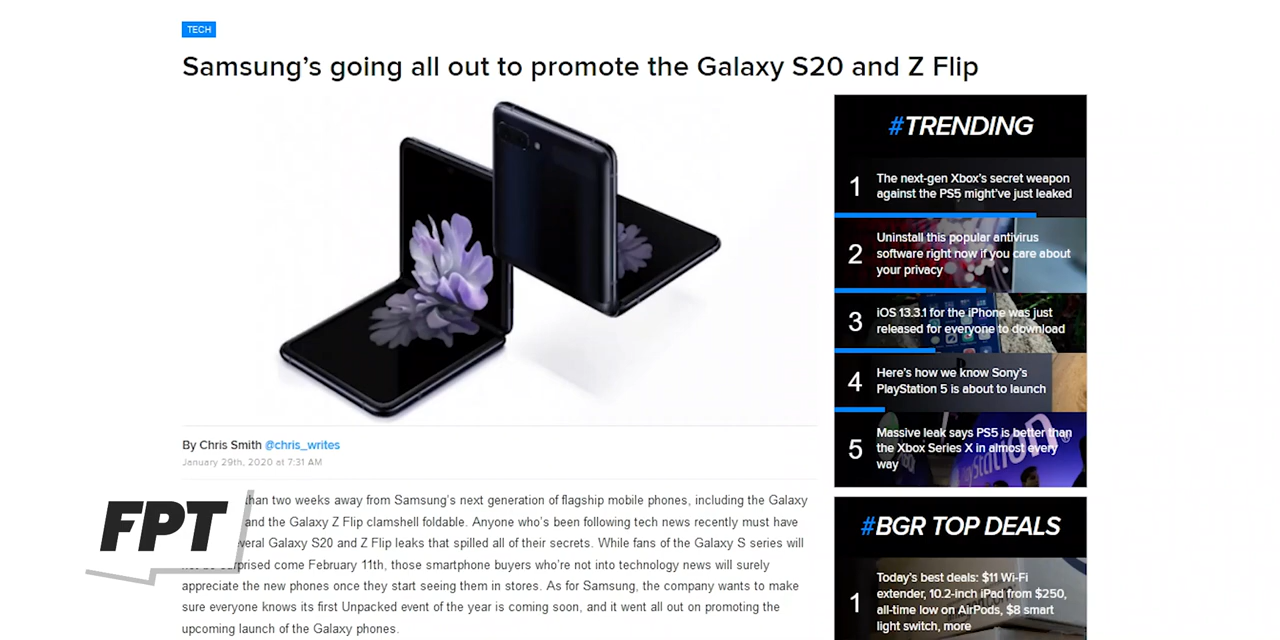 TECH
Samsung's going all out to promote the Galaxy S20 and Z Flip
By Chris Smith @chris_writes
January 29th, 2020 at 7:31 AM
than two weeks away from Samsung's next generation of flagship mobile phones, including the Galaxy
and the Galaxy Z Flip clamshell foldable. Anyone who's been following tech news recently must have
Galaxy S20 and Z Flip leaks that spilled all of their secrets. While fans of the Galaxy S series will
come February 11th, those smartphone buyers who're not into technology news will surely
appreciate the new phones once they start seeing them in stores. As for Samsung, the company wants to make
sure everyone knows its first Unpacked event of the year is coming soon, and it went all out on promoting the
upcoming launch of the Galaxy phones.
FPT
#TRENDING
1
The next-gen Xbox's secret weapon
against the PS5 might've just leaked
2
Uninstall this popular antivirus
software right now if you care about
your privacy
3
iOS 13.3.1 for the iPhone was just
released for everyone to download
4
Here's how we know Sony's
PlayStation 5 is about to launch
5
Massive leak says PS5 is better than
the Xbox Series X in almost every
way
#BGR TOP DEALS
1
Today's best deals: $11 Wi-Fi
extender, 10.2-inch iPad from $250,
all-time low on AirPods, $8 smart
light switch, more